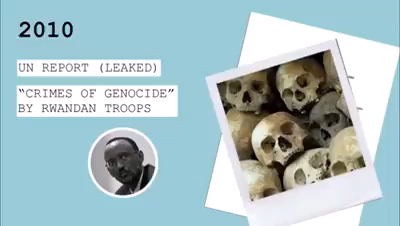 2010
UN REPORT (LEAKED)
“CRIMES OF GENOCIDE”
BY RWANDAN TROOPS